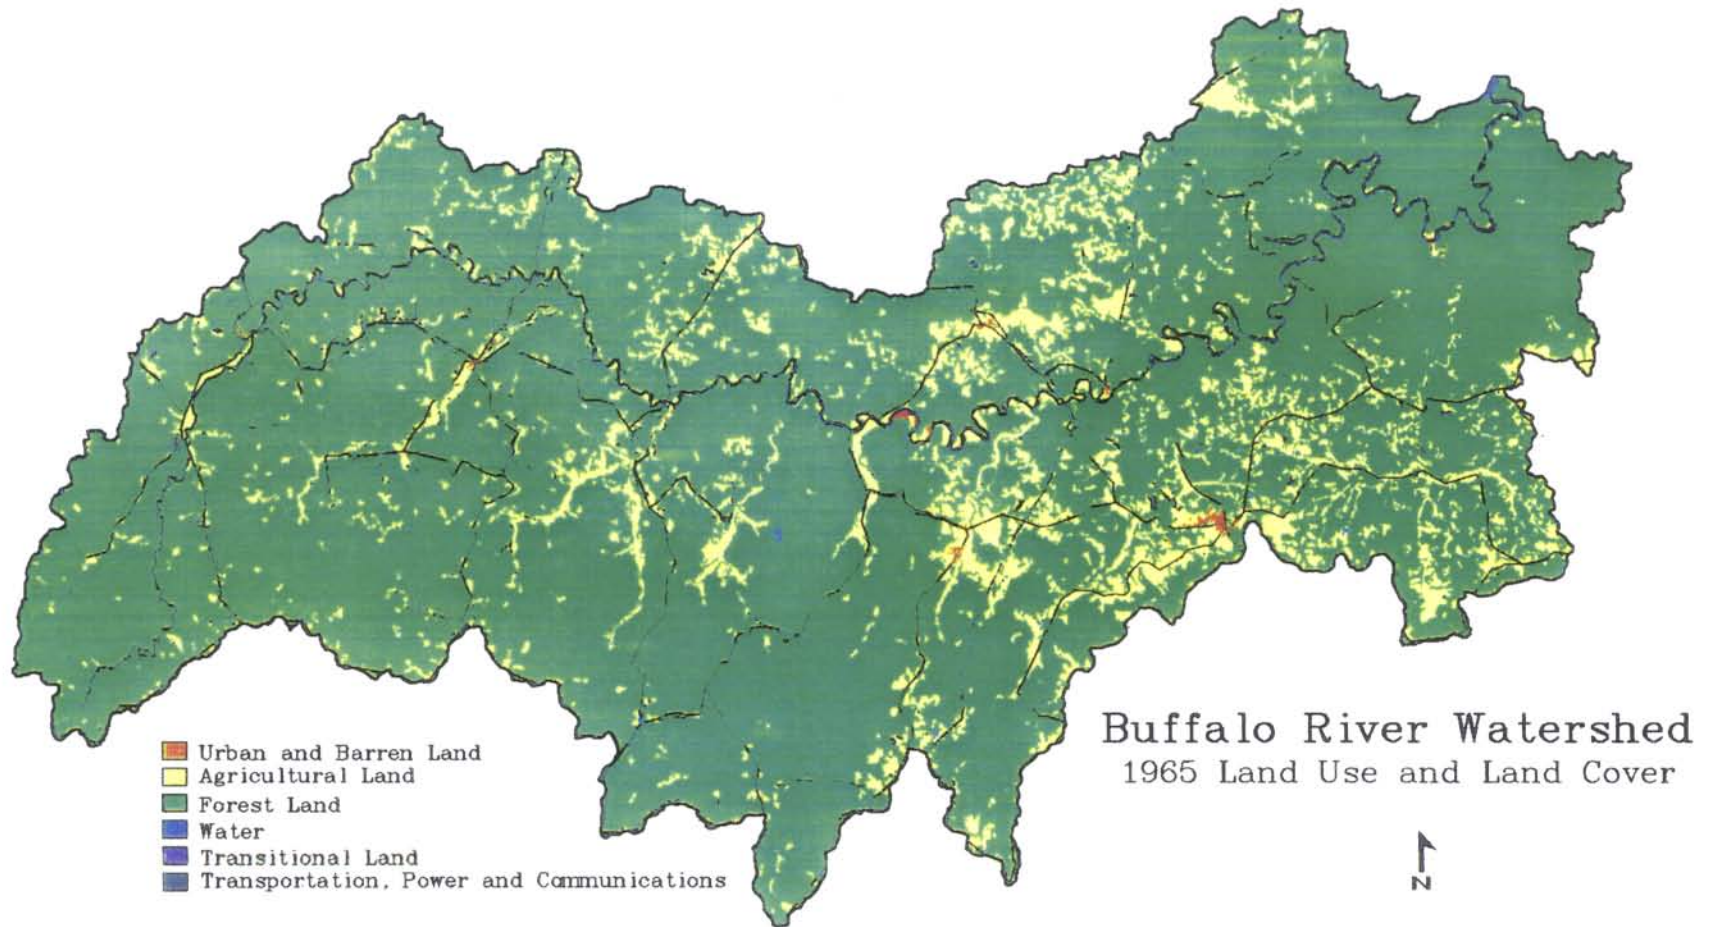 Buffalo River Watershed
1965 Land Use and Land Cover
Urban and Barren Land
Agricultural Land
Forest Land
Water
Transitional Land
Transportation, Power and Communications
N